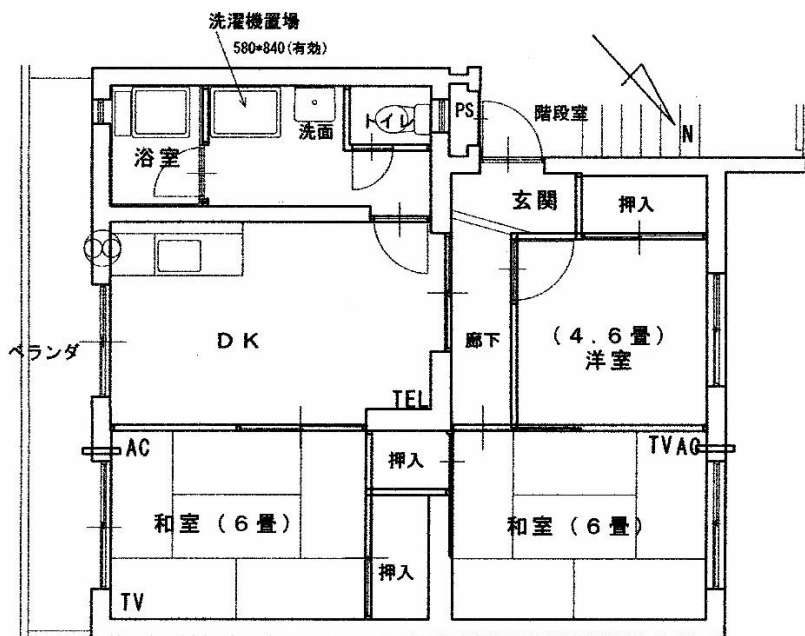 洗濯機置場
580*840(有効)
PS
階段室
N
トイレ
洗面
浴室
玄関
押入
ベランダ
DK
廊下
(4.6畳)
洋室
TEL
AC
押入
TV
AC
和室(6畳)
和室(6畳)
押入
TV